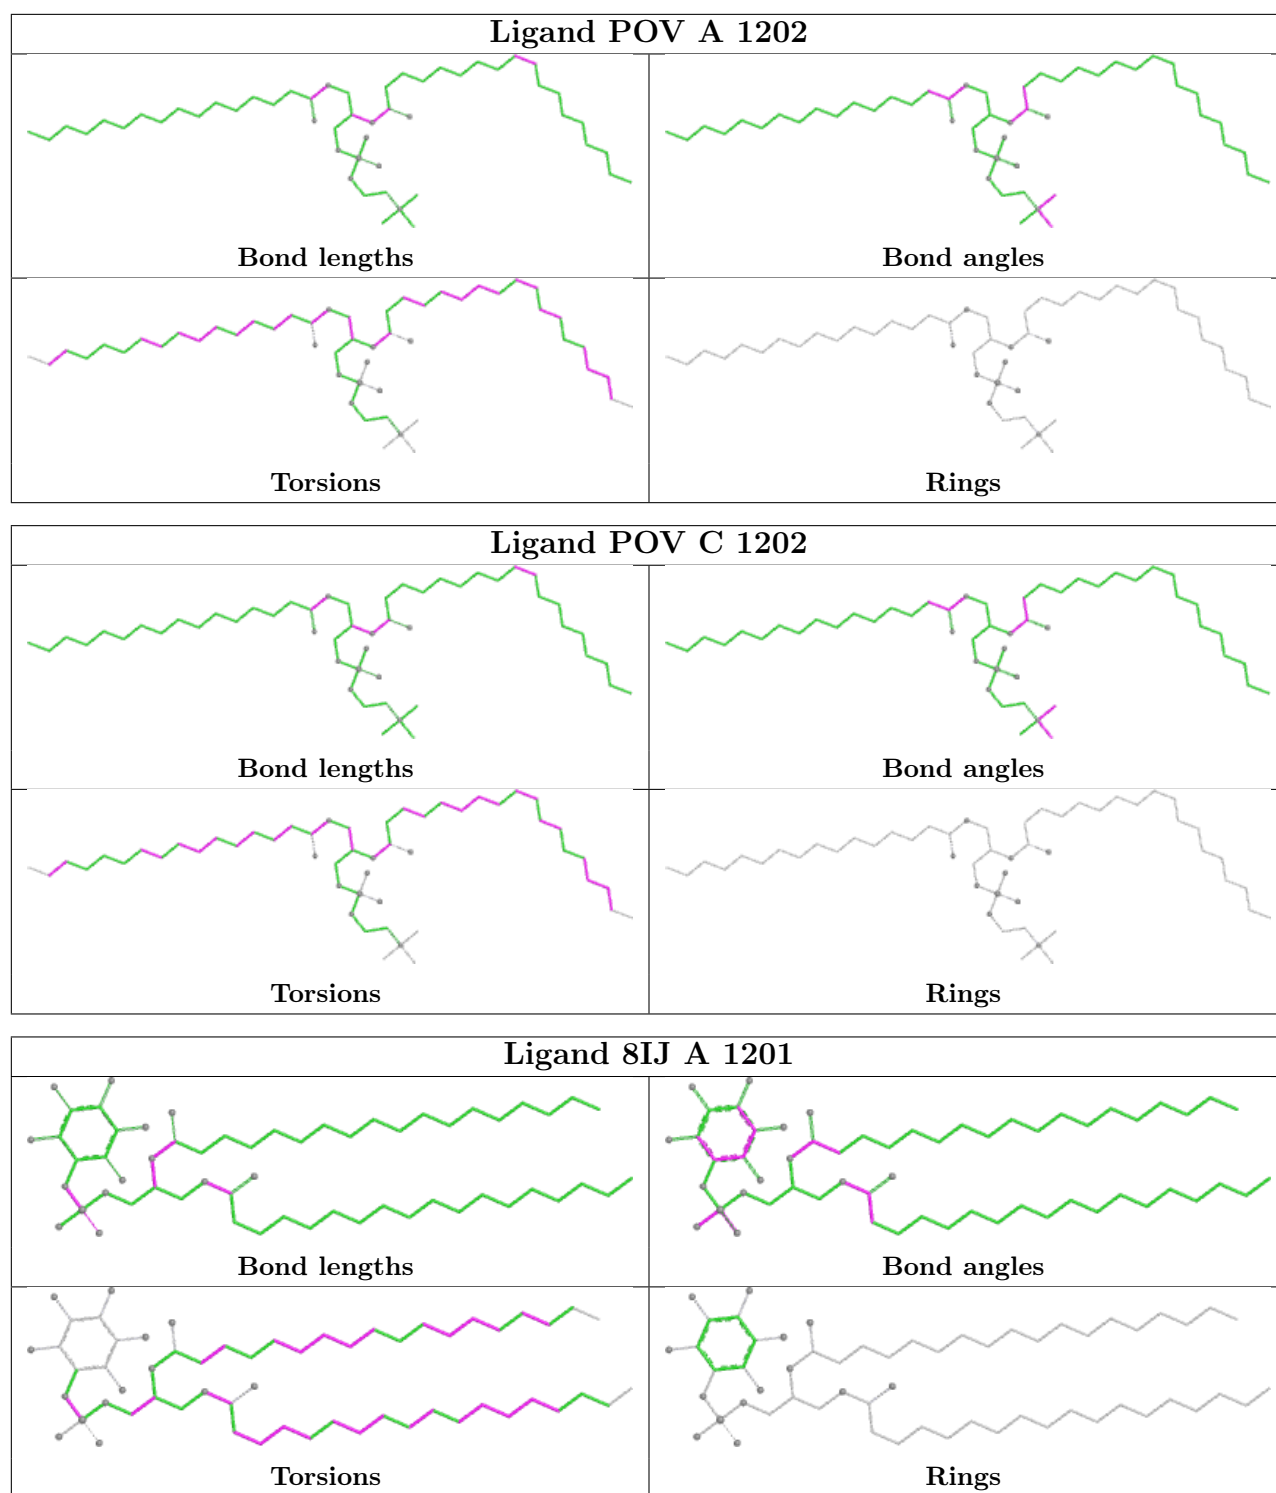 Ligand POV A 1202
Bond lengths
Bond angles
Torsions
Rings
Ligand POV C 1202
Bond lengths
Bond angles
Torsions
Rings
Ligand 8IJ A 1201
Bond lengths
Bond angles
Torsions
Rings